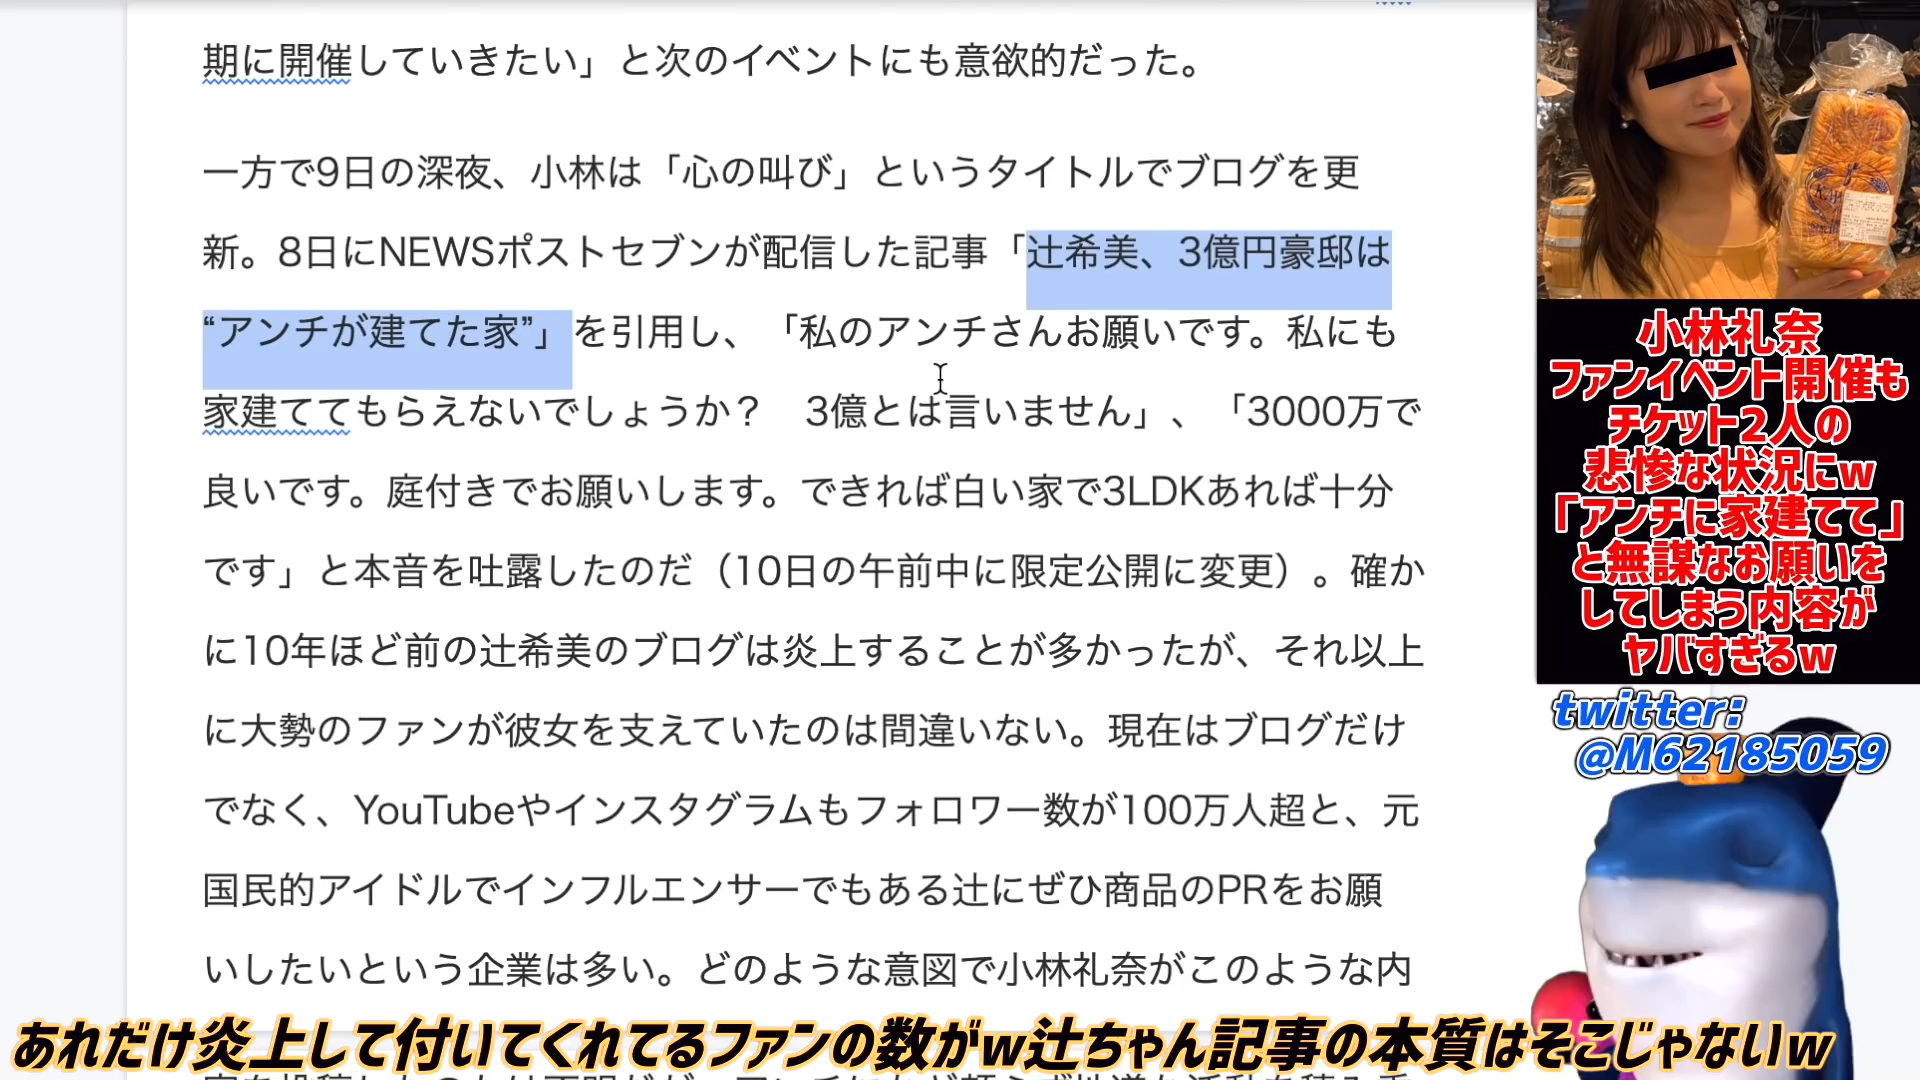 期に開催していきたい」と次のイベントにも意欲的だった。
一方で9日の深夜、小林は「心の叫び」というタイトルでブログを更
新。8日にNEWSポストセブンが配信した記事「辻希美、3億円豪邸は
“アンチが建てた家”」を引用し、「私のアンチさんお願いです。私にも
家建ててもらえないでしょうか？　3億とは言いません」、「3000万で
良いです。庭付きでお願いします。できれば白い家で3LDKあれば十分
です」と本音を吐露したのだ（10日の午前中に限定公開に変更）。確か
に10年ほど前の辻希美のブログは炎上することが多かったが、それ以上
に大勢のファンが彼女を支えていたのは間違いない。現在はブログだけ
でなく、YouTubeやインスタグラムもフォロワー数が100万人超と、元
国民的アイドルでインフルエンサーでもある辻にぜひ商品のPRをお願
いしたいという企業は多い。どのような意図で小林礼奈がこのような内
小林礼奈
ファンイベント開催も
チケット2人の
悲惨な状況にw
「アンチに家建てて」
と無謀なお願いを
してしまう内容が
ヤバすぎるw
twitter:
@M62185059
あれだけ炎上して付いてくれてるファンの数がw辻ちゃん記事の本質はそこじゃないw